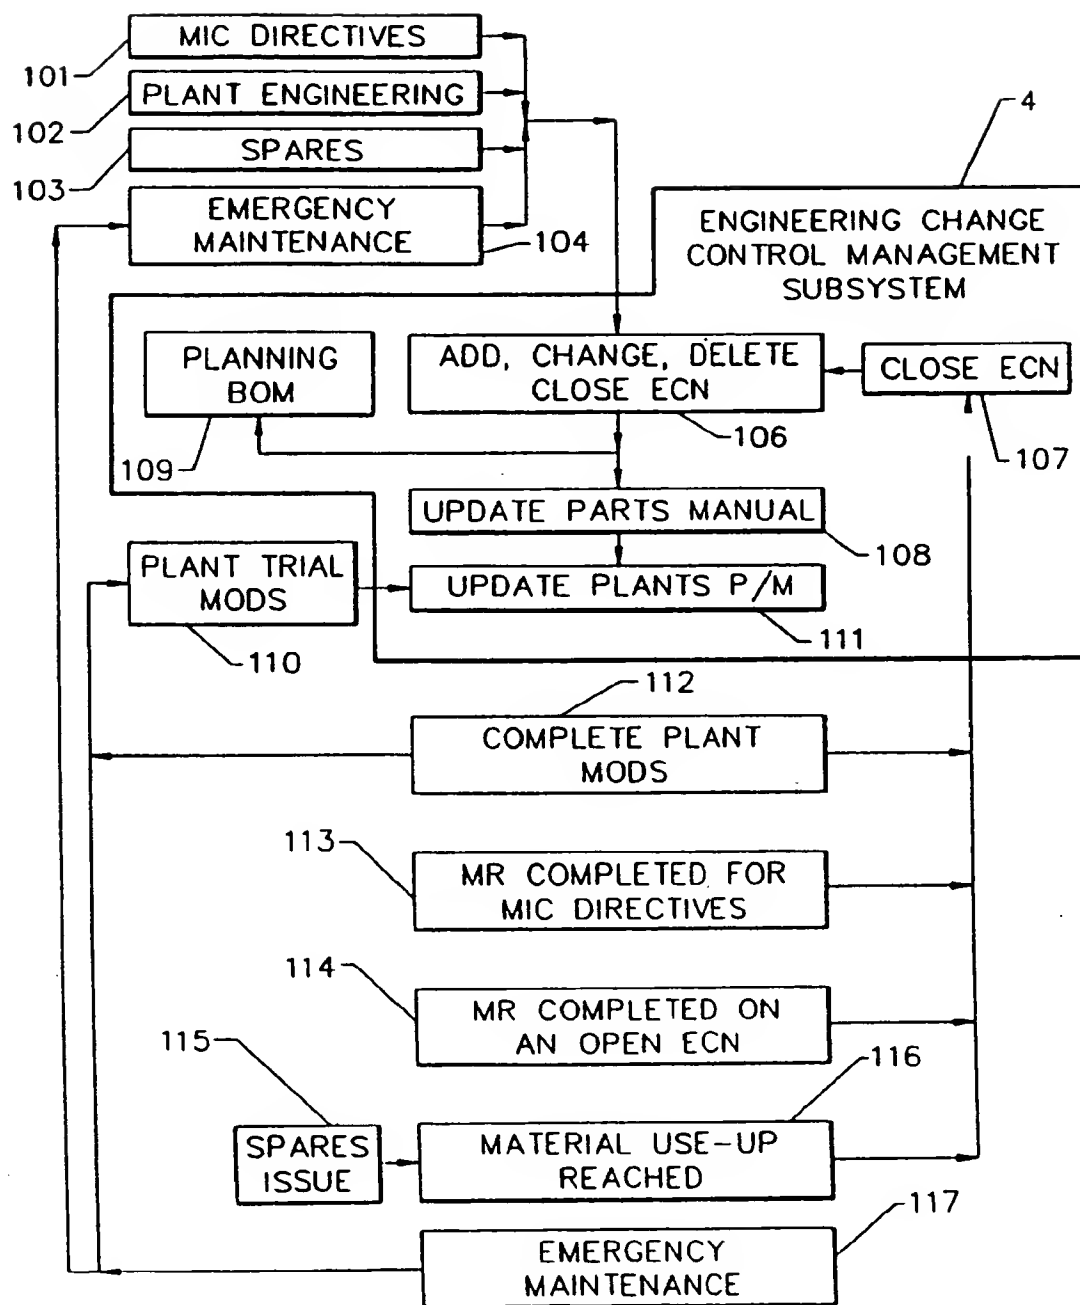 MIC DIRECTIVES
101
PLANT ENGINEERING
102
SPARES
103
EMERGENCY
MAINTENANCE
104
4
ENGINEERING CHANGE
CONTROL MANAGEMENT
SUBSYSTEM
PLANNING
BOM
109
ADD, CHANGE, DELETE
CLOSE ECN
106
CLOSE ECN
107
UPDATE PARTS MANUAL
108
PLANT TRIAL
MODS
110
UPDATE PLANTS P/M
111
112
COMPLETE PLANT
MODS
113
MR COMPLETED FOR
MIC DIRECTIVES
114
MR COMPLETED ON
AN OPEN ECN
115
SPARES
ISSUE
116
MATERIAL USE-UP
REACHED
117
EMERGENCY
MAINTENANCE